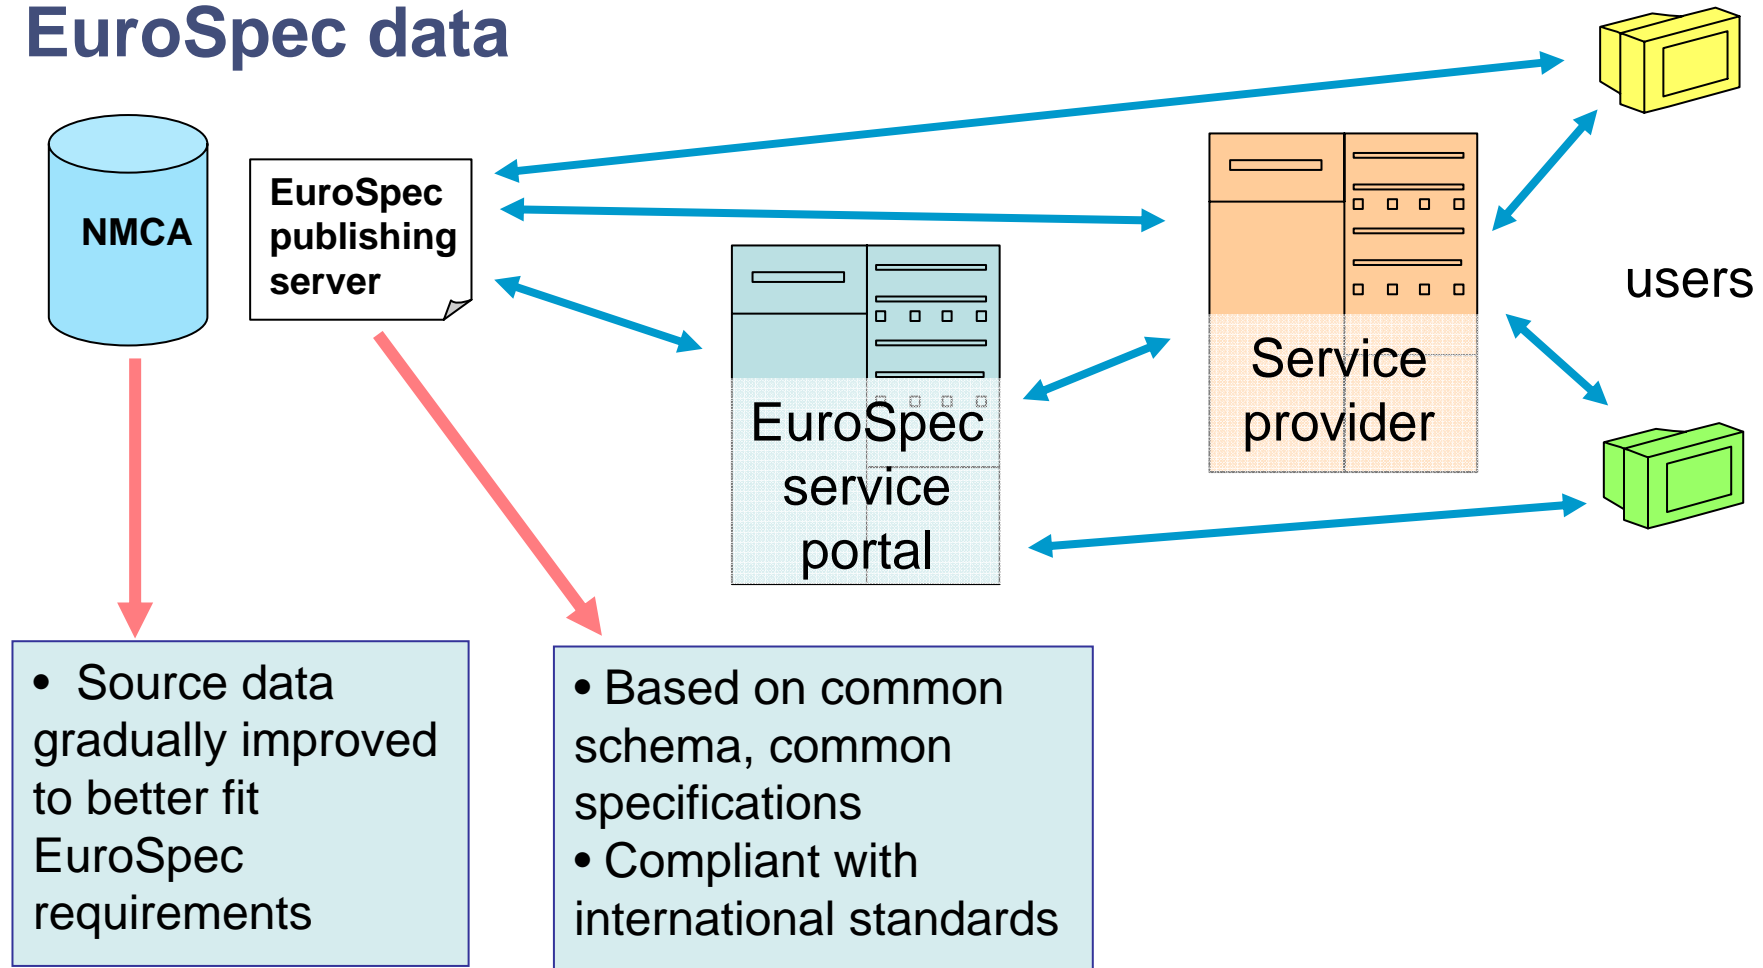 EuroSpec data
NMCA
EuroSpec
publishing
server
users
Service
provider
EuroSpec
service
portal
• Source data
gradually improved
to better fit
EuroSpec
requirements
• Based on common
schema, common
specifications
• Compliant with
international standards